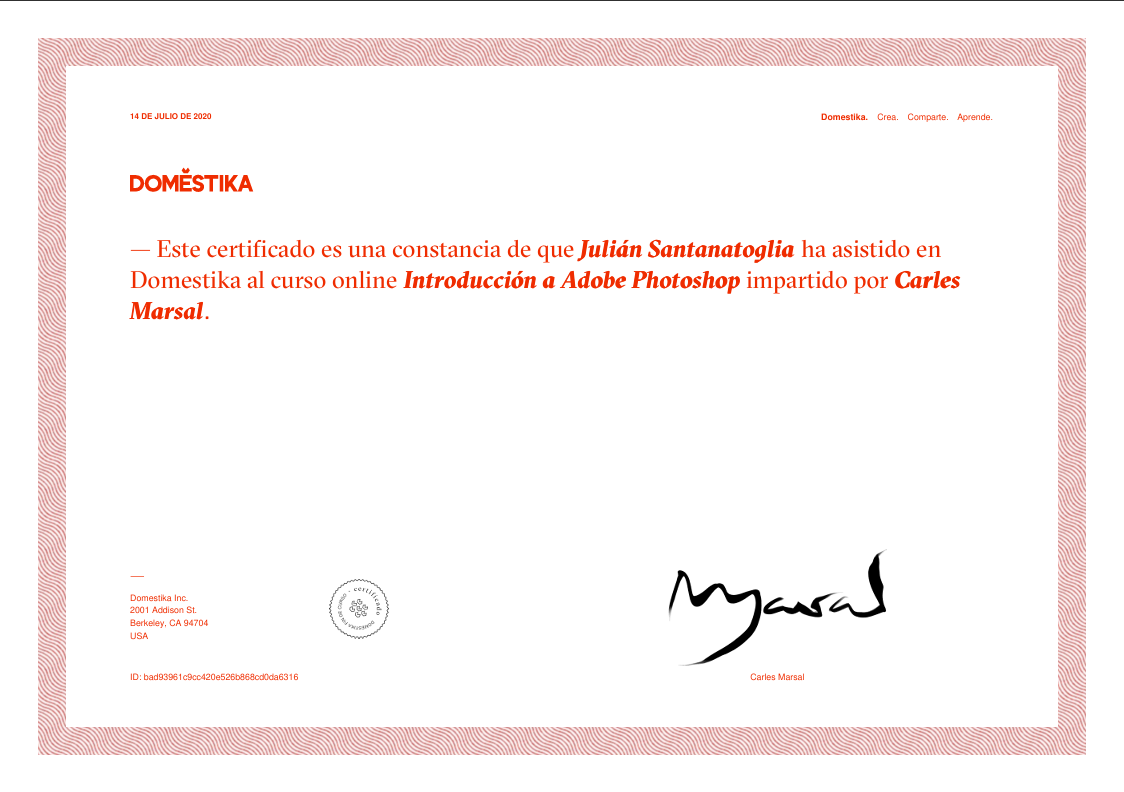 14 DE JULIO DE 2020
Domestika. Crea. Comparte. Aprende.
DOMĔSTIKA
— Este certificado es una constancia de que Julián Santanatoglia ha asistido en
Domestika al curso online Introducción a Adobe Photoshop impartido por Carles
Marsal.
—
Domestika Inc.
2001 Addison St.
Berkeley, CA 94704
USA
certificado
Marsal
ID: bad93961c9cc420e526b868cd0da6316
Carles Marsal